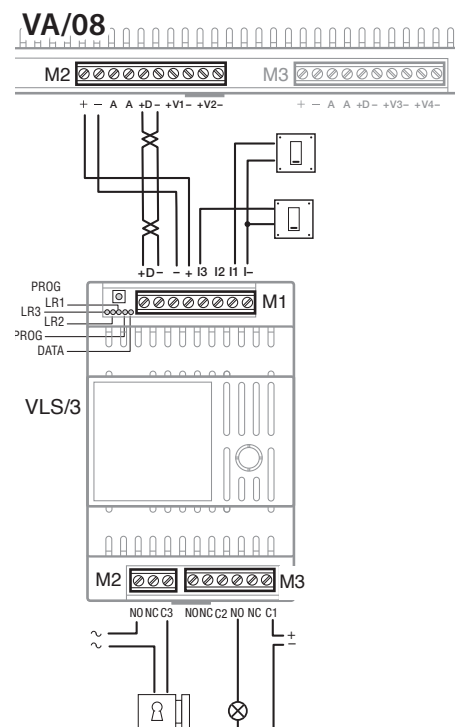 VA/08
M2 M3
+ – A A +D – +V1– +V2– + – A A +D – +V3– +V4–
+D – – + I3 I2 I1 I–
PROG
LR1
LR3
LR2
PROG
DATA
M1
VLS/3
M2 M3
NO NC C3 NO NC C2 NO NC C1
~ +
~ –